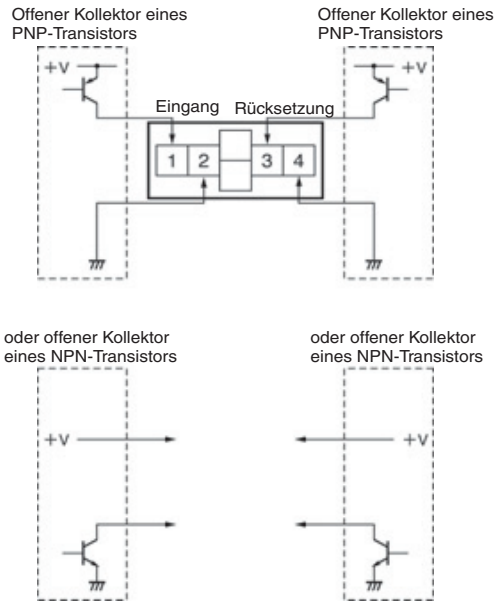 Offener Kollektor eines
PNP-Transistors
Offener Kollektor eines
PNP-Transistors
+V
+V
Eingang
Rücksetzung
1
2
3
4
oder offener Kollektor
eines NPN-Transistors
oder offener Kollektor
eines NPN-Transistors
+V
+V